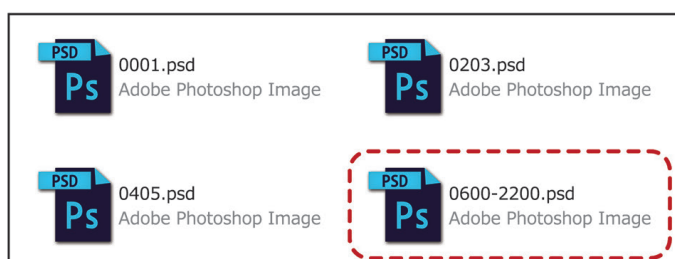 PSD
Ps
0001.psd
Adobe Photoshop Image
PSD
Ps
0203.psd
Adobe Photoshop Image
PSD
Ps
0405.psd
Adobe Photoshop Image
PSD
Ps
0600-2200.psd
Adobe Photoshop Image